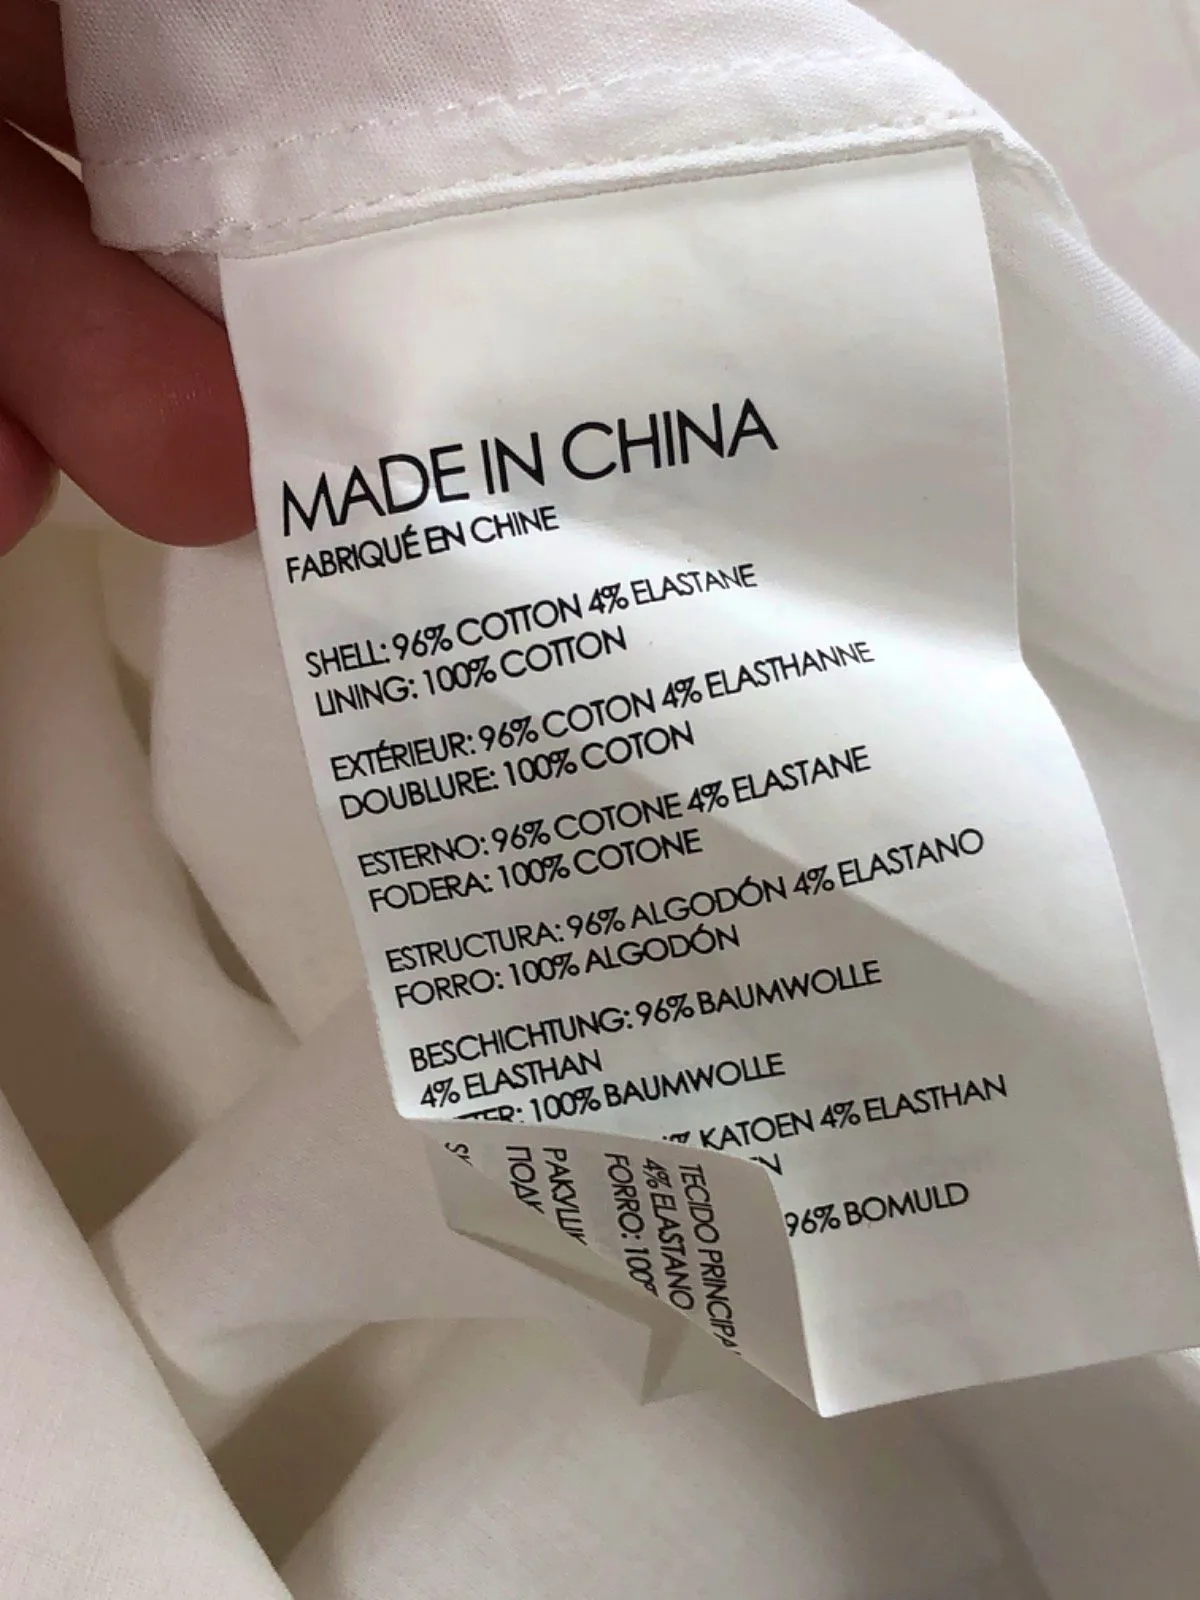 MADE IN CHINA
FABRIQUÉ EN CHINE
SHELL: 96% COTTON 4% ELASTANE
LINING: 100% COTTON
EXTÉRIEUR: 96% COTON 4% ELASTHANNE
DOUBLURE: 100% COTON
ESTERNO: 96% COTONE 4% ELASTANE
FODERA: 100% COTONE
ESTRUCTURA: 96% ALGODÓN 4% ELASTANO
FORRO: 100% ALGODÓN
BESCHICHTUNG: 96% BAUMWOLLE
4% ELASTHAN
100% BAUMWOLLE
KATOEN 4% ELASTHAN
96% BOMULD
TECIDO
4% ELASTANO
FORRO: